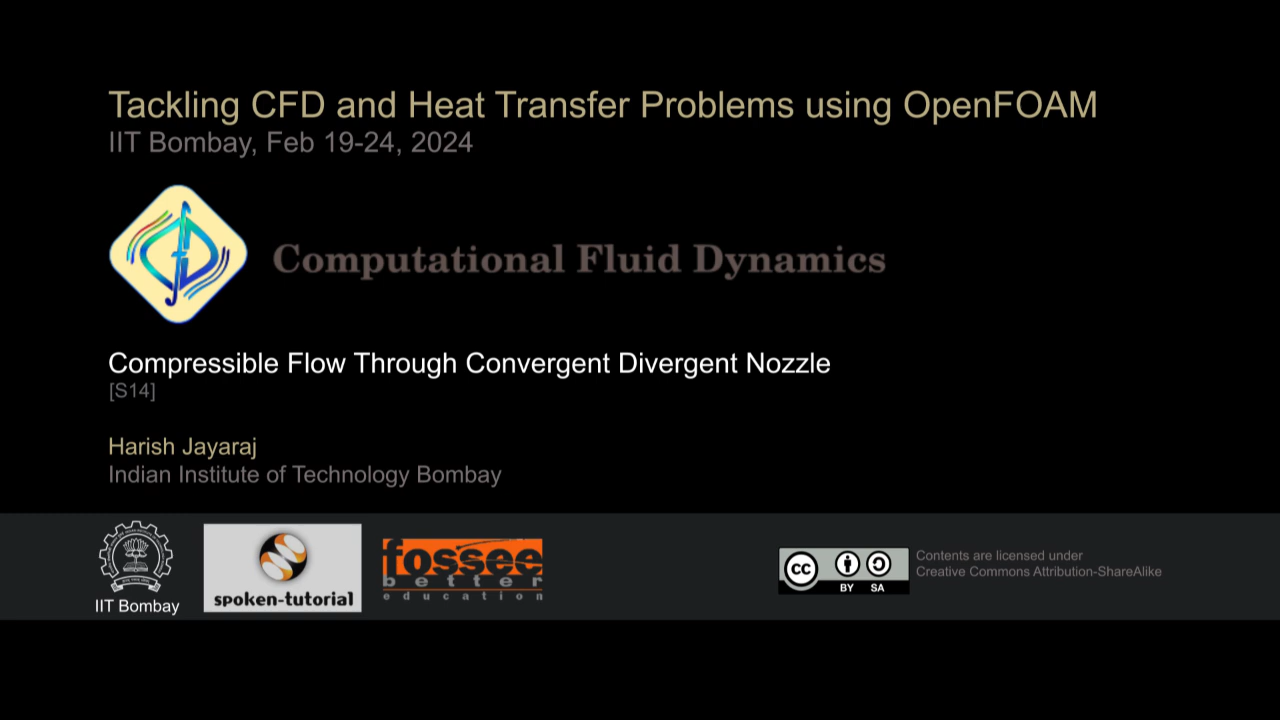 Tackling CFD and Heat Transfer Problems using OpenFOAM
IIT Bombay, Feb 19-24, 2024
Computational Fluid Dynamics
Compressible Flow Through Convergent Divergent Nozzle
[S14]
Harish Jayaraj
Indian Institute of Technology Bombay
IIT Bombay
spoken-tutorial
fossee
better
education
cc
BY SA
Contents are licensed under
Creative Commons Attribution-ShareAlike